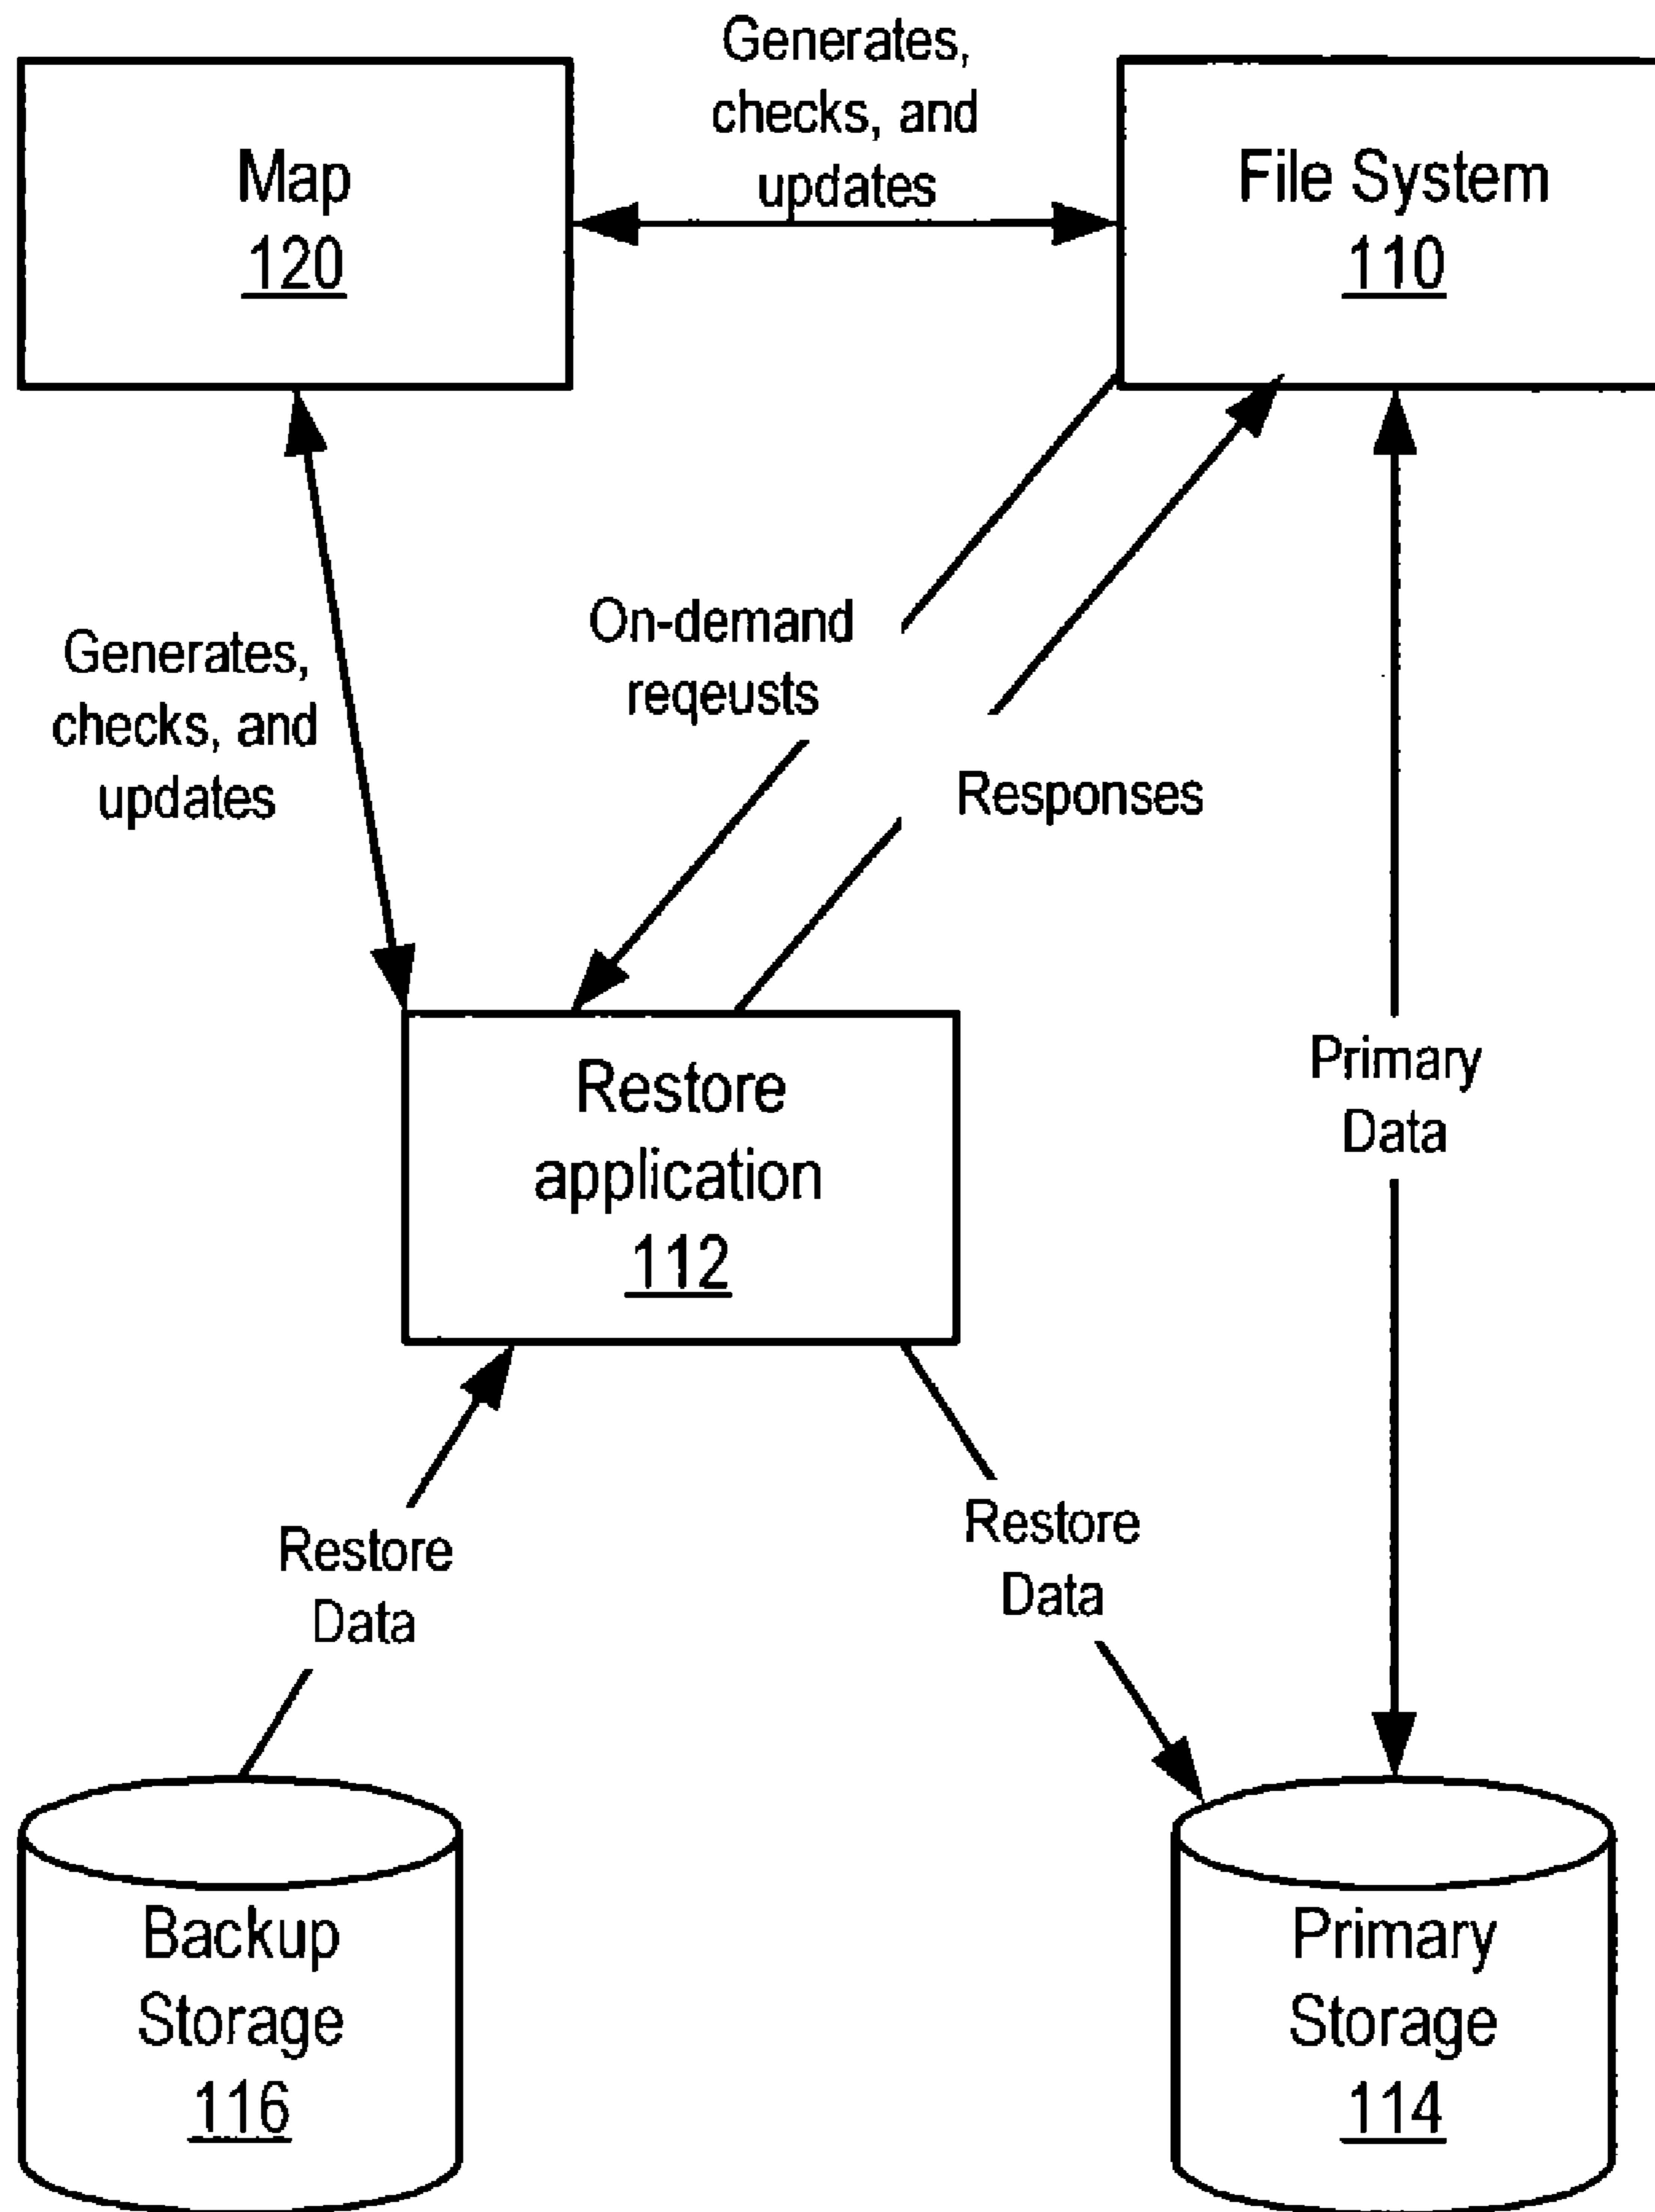 Generates,
checks, and
updates
Map
120
File System
110
Generates,
checks, and
updates
On-demand
reqeusts
Responses
Primary
Data
Restore
application
112
Restore
Data
Restore
Data
Backup
Storage
116
Primary
Storage
114